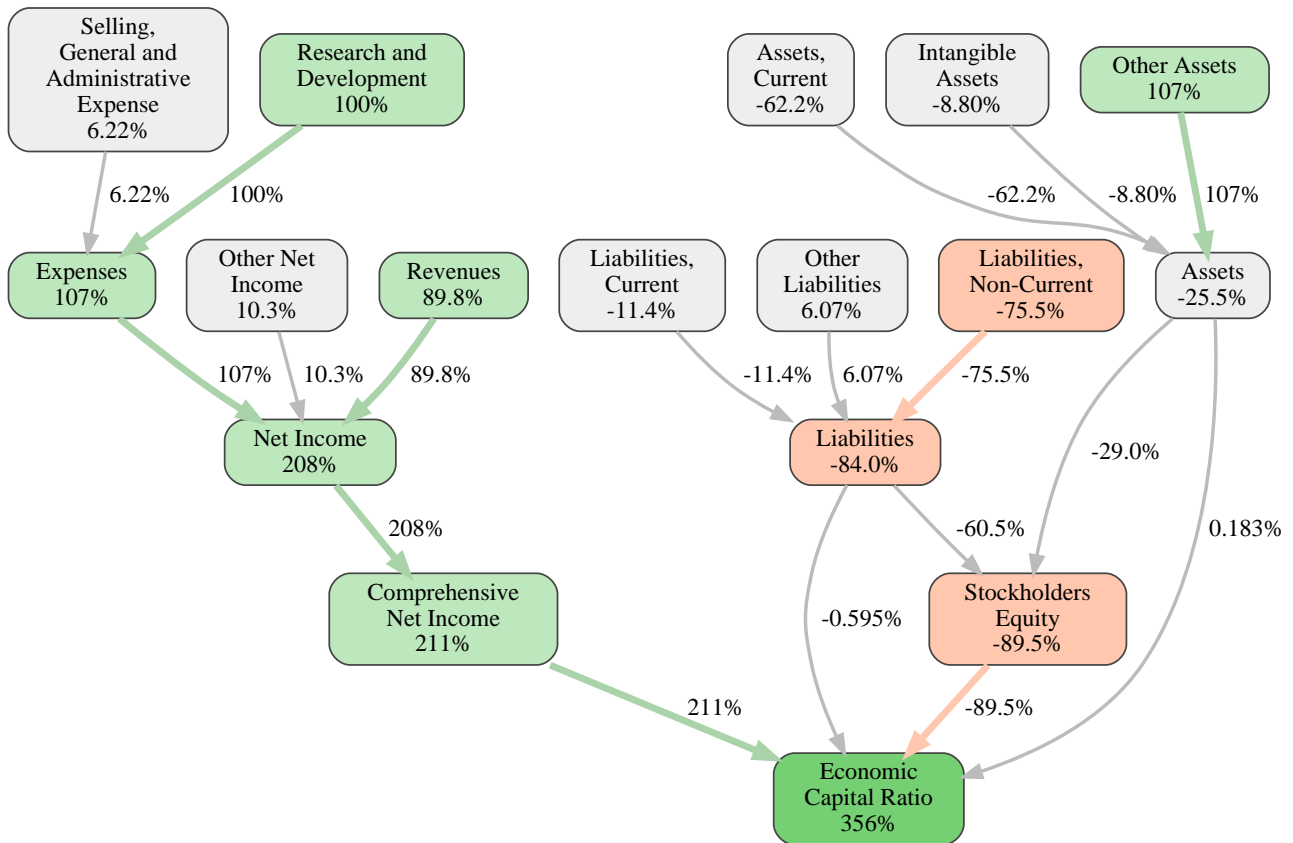 Selling,
General and
Administrative
Expense
6.22%
Research and
Development
100%
Assets,
Current
-62.2%
Intangible
Assets
-8.80%
Other Assets
107%
6.22%
100%
-62.2%
-8.80%
107%
Expenses
107%
Other Net
Income
10.3%
Revenues
89.8%
Liabilities,
Current
-11.4%
Other
Liabilities
6.07%
Liabilities,
Non-Current
-75.5%
Assets
-25.5%
107%
10.3%
89.8%
-11.4%
6.07%
-75.5%
Net Income
208%
Liabilities
-84.0%
-29.0%
208%
-60.5%
0.183%
Comprehensive
Net Income
211%
-0.595%
Stockholders
Equity
-89.5%
211%
-89.5%
Economic
Capital Ratio
356%